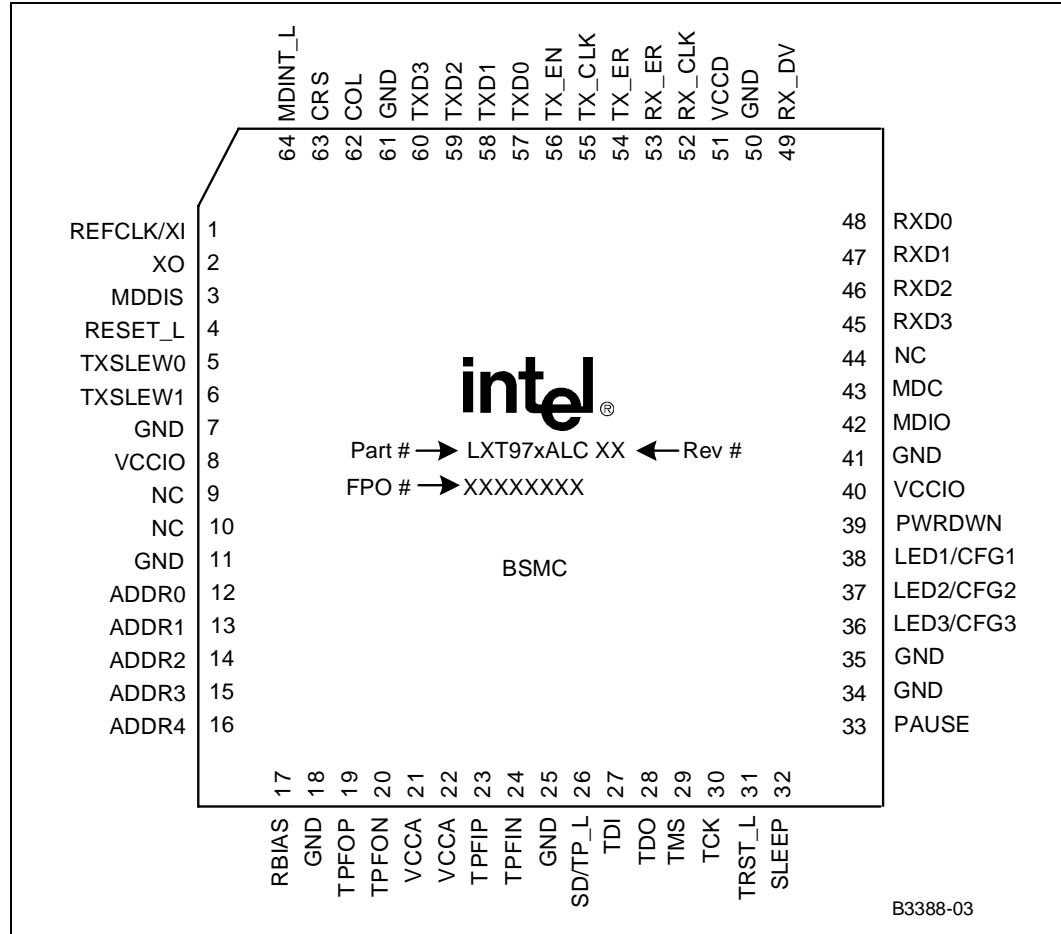 MDINT_L
CRS
COL
GND
TXD3
TXD2
TXD1
TXD0
TX_EN
TX_CLK
TX_ER
RX_ER
RX_CLK
VCCD
GND
RX_DV
64
63
62
61
60
59
58
57
56
55
54
53
52
51
50
49
REFCLK/XI 1
XO 2
MDDIS 3
RESET_L 4
TXSLEW0 5
TXSLEW1 6
GND 7
VCCIO 8
NC 9
NC 10
GND 11
ADDR0 12
ADDR1 13
ADDR2 14
ADDR3 15
ADDR4 16
intel®
Part # LXT97xALC XX Rev #
FPO # XXXXXXXX
BSMC
48 RXD0
47 RXD1
46 RXD2
45 RXD3
44 NC
43 MDC
42 MDIO
41 GND
40 VCCIO
39 PWRDWN
38 LED1/CFG1
37 LED2/CFG2
36 LED3/CFG3
35 GND
34 GND
33 PAUSE
17
18
19
20
21
22
23
24
25
26
27
28
29
30
31
32
RBIAS
GND
TPFOP
TPFON
VCCA
VCCA
TPFIP
TPFIN
GND
SD/TP_L
TDI
TDO
TMS
TCK
TRST_L
SLEEP
B3388-03